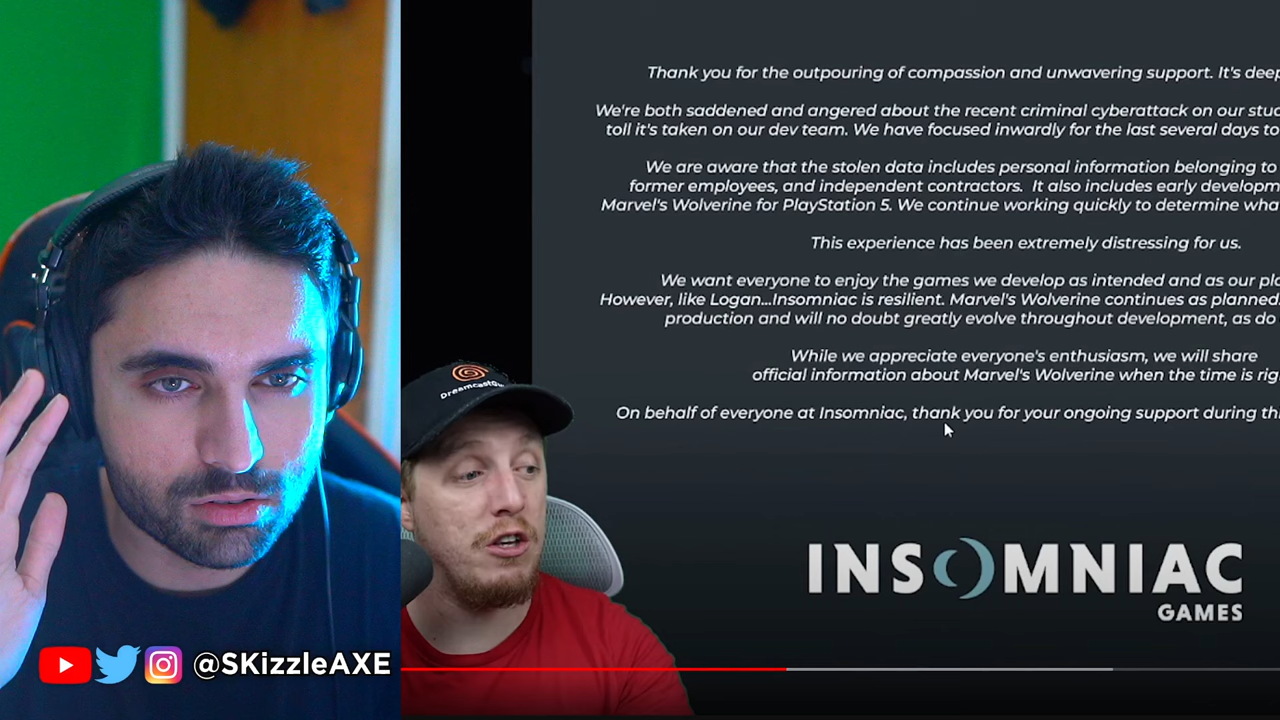 Thank you for the outpouring of compassion and unwavering support. It's
We're both saddened and angered about the recent criminal cyberattack on our
toll it's taken on our dev team. We have focused inwardly for the last several days to
We are aware that the stolen data includes personal information belonging to
former employees, and independent contractors. It also includes early
Marvel's Wolverine for PlayStation 5. We continue working quickly to determine
This experience has been extremely distressing for us.
We want everyone to enjoy the games we develop as intended and as our
However, like Logan...Insomniac is resilient. Marvel's Wolverine continues as planned.
production and will no doubt greatly evolve throughout development, as do
While we appreciate everyone's enthusiasm, we will share
official information about Marvel's Wolverine when the time is
On behalf of everyone at Insomniac, thank you for your ongoing support during
DreamcastGuy
INSOMNIAC
GAMES
@SKizzleAXE